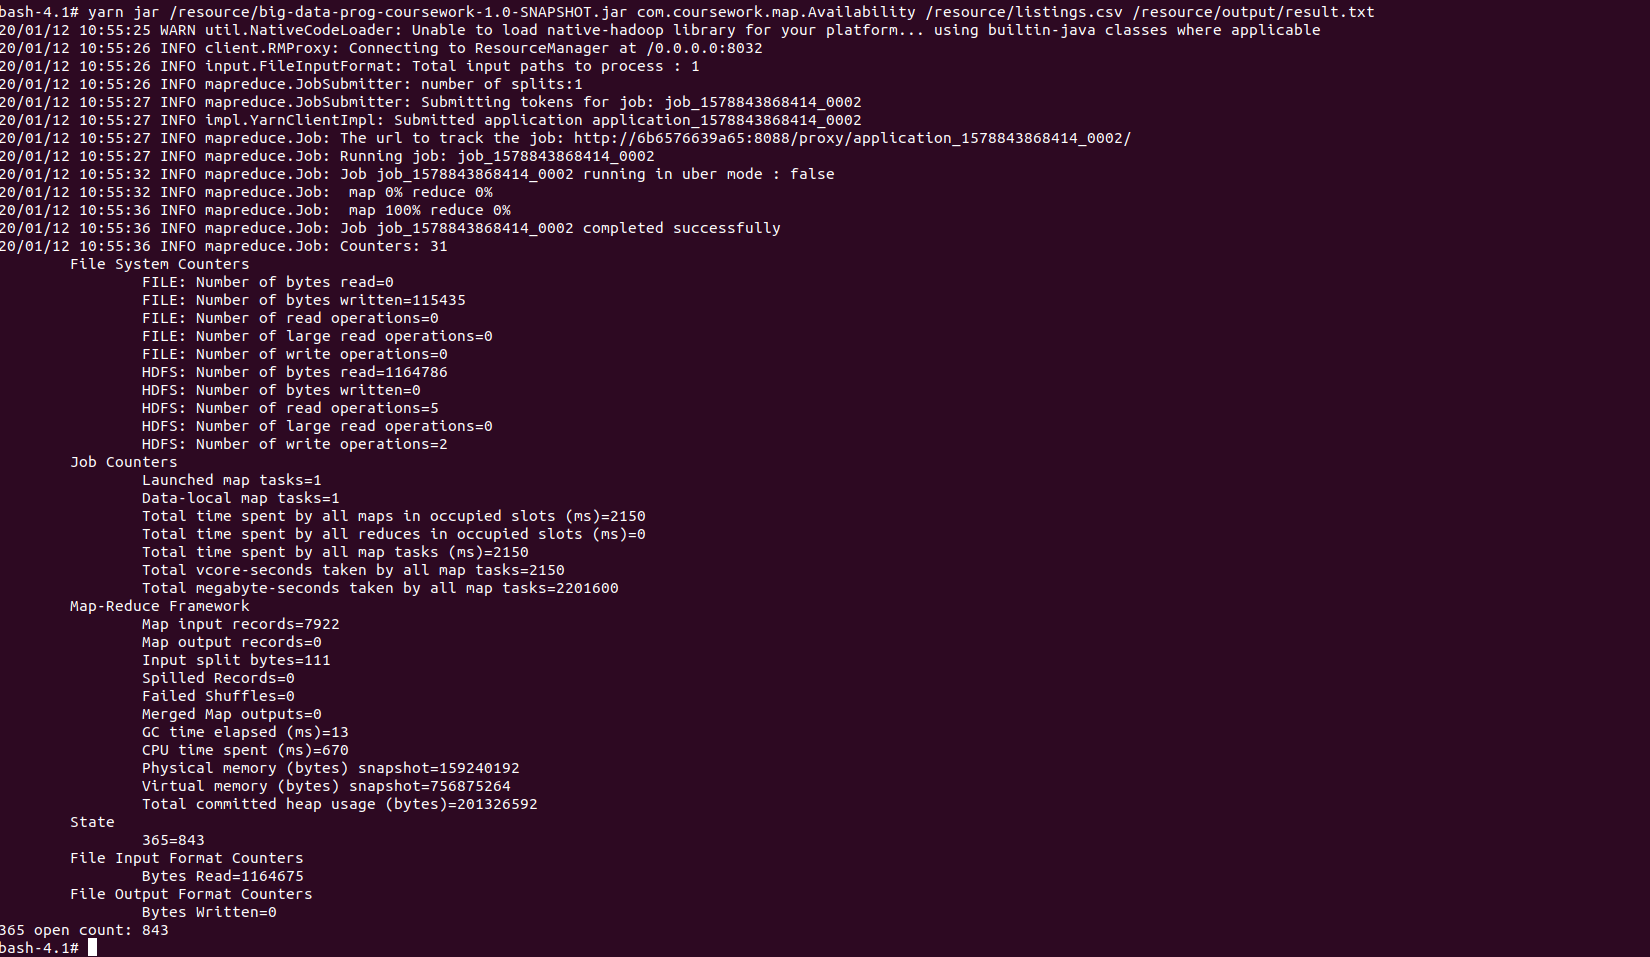 bash-4.1# yarn jar /resource/big-data-prog-coursework-1.0-SNAPSHOT.jar com.coursework.map.Availability /resource/listings.csv /resource/output/result.txt
20/01/12 10:55:25 WARN util.NativeCodeLoader: Unable to load native-hadoop library for your platform... using builtin-java classes where applicable
20/01/12 10:55:26 INFO client.RMProxy: Connecting to ResourceManager at /0.0.0.0:8032
20/01/12 10:55:26 INFO input.FileInputFormat: Total input paths to process : 1
20/01/12 10:55:26 INFO mapreduce.JobSubmitter: number of splits:1
20/01/12 10:55:27 INFO mapreduce.JobSubmitter: Submitting tokens for job: job_1578843868414_0002
20/01/12 10:55:27 INFO impl.YarnClientImpl: Submitted application application_1578843868414_0002
20/01/12 10:55:27 INFO mapreduce.Job: The url to track the job: http://6b6576639a65:8088/proxy/application_1578843868414_0002/
20/01/12 10:55:27 INFO mapreduce.Job: Running job: job_1578843868414_0002
20/01/12 10:55:32 INFO mapreduce.Job: Job job_1578843868414_0002 running in uber mode : false
20/01/12 10:55:32 INFO mapreduce.Job:  map 0% reduce 0%
20/01/12 10:55:36 INFO mapreduce.Job:  map 100% reduce 0%
20/01/12 10:55:36 INFO mapreduce.Job: Job job_1578843868414_0002 completed successfully
20/01/12 10:55:36 INFO mapreduce.Job: Counters: 31
File System Counters
FILE: Number of bytes read=0
FILE: Number of bytes written=115435
FILE: Number of read operations=0
FILE: Number of large read operations=0
FILE: Number of write operations=0
HDFS: Number of bytes read=1164786
HDFS: Number of bytes written=0
HDFS: Number of read operations=5
HDFS: Number of large read operations=0
HDFS: Number of write operations=2
Job Counters
Launched map tasks=1
Data-local map tasks=1
Total time spent by all maps in occupied slots (ms)=2150
Total time spent by all reduces in occupied slots (ms)=0
Total time spent by all map tasks (ms)=2150
Total vcore-seconds taken by all map tasks=2150
Total megabyte-seconds taken by all map tasks=2201600
Map-Reduce Framework
Map input records=7922
Map output records=0
Input split bytes=111
Spilled Records=0
Failed Shuffles=0
Merged Map outputs=0
GC time elapsed (ms)=13
CPU time spent (ms)=670
Physical memory (bytes) snapshot=159240192
Virtual memory (bytes) snapshot=756875264
Total committed heap usage (bytes)=201326592
State
365=843
File Input Format Counters
Bytes Read=1164675
File Output Format Counters
Bytes Written=0
365 open count: 843
bash-4.1#